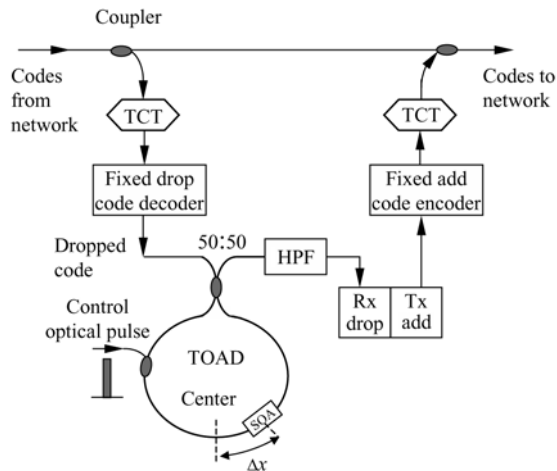 Coupler
Codes
from
network
Codes to
network
TCT
TCT
Fixed drop
code decoder
Fixed add
code encoder
Dropped
code
50:50
HPF
Rx
drop
Tx
add
Control
optical pulse
TOAD
Center
SQA
Δx